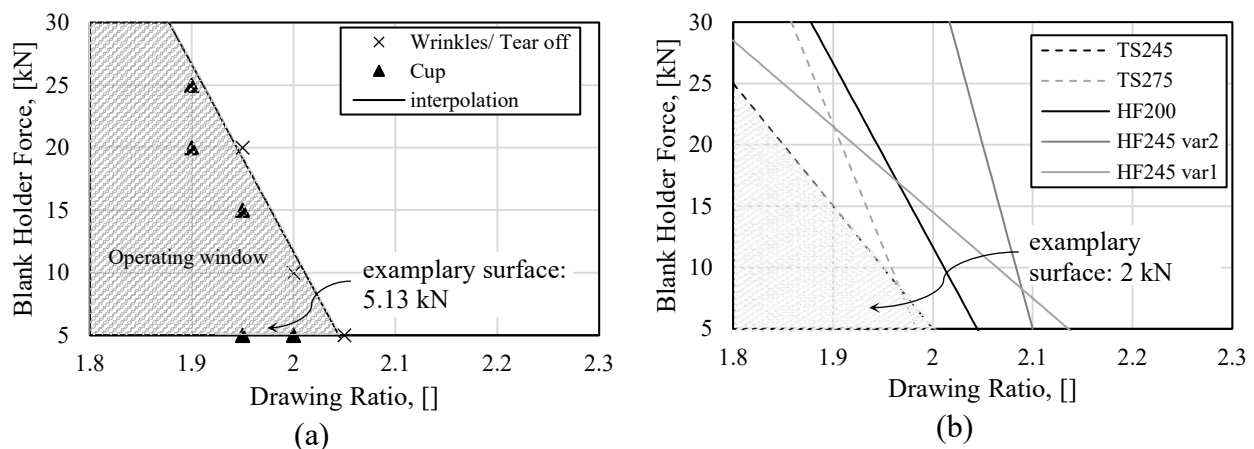 Blank Holder Force, [kN]
30
25
20
15
10
5
1.8 1.9 2 2.1 2.2 2.3
Drawing Ratio, []
Wrinkles/ Tear off
Cup
interpolation
Operating window
examplary surface:
5.13 kN
(a)
Blank Holder Force, [kN]
30
25
20
15
10
5
1.8 1.9 2 2.1 2.2 2.3
Drawing Ratio, []
TS245
TS275
HF200
HF245 var2
HF245 var1
examplary
surface: 2 kN
(b)